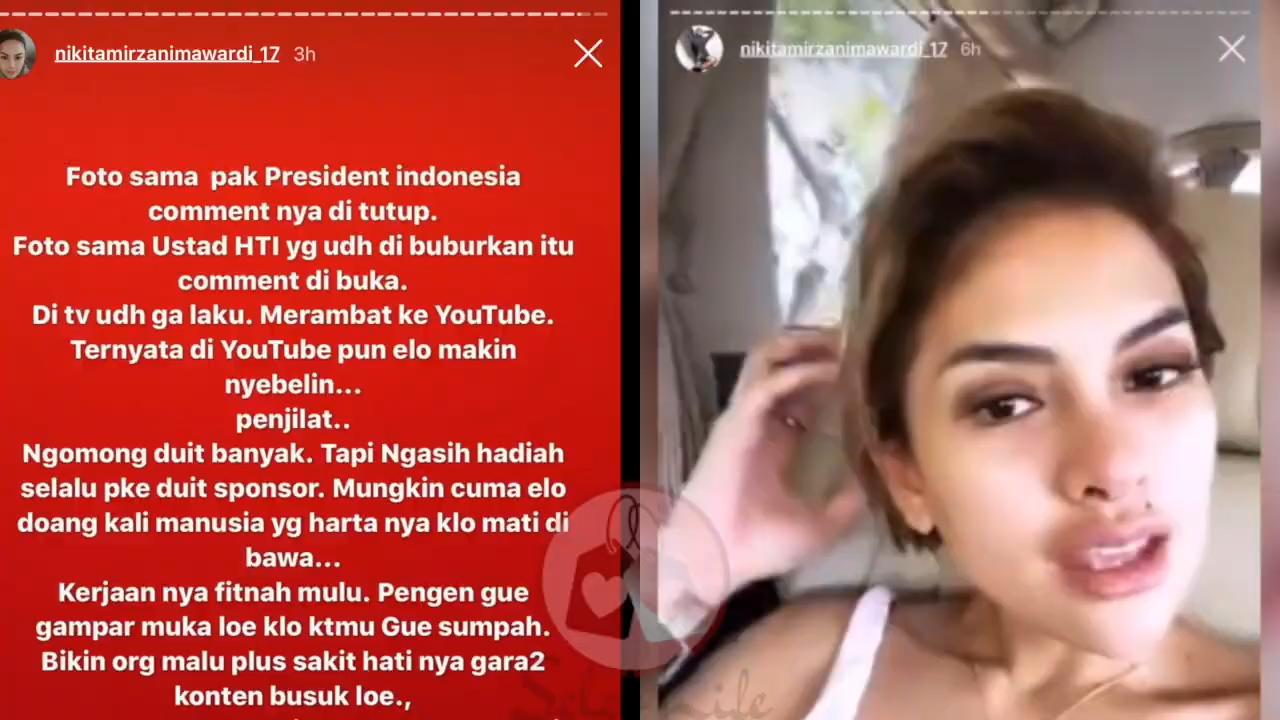 nikitamirzanimawardi_17 3h
Foto sama pak President indonesia
comment nya di tutup.
Foto sama Ustad HTI yg udh di buburkan itu
comment di buka.
Di tv udh ga laku. Merambat ke YouTube.
Ternyata di YouTube pun elo makin
nyebelin...
penjilat..
Ngomong duit banyak. Tapi Ngasih hadiah
selalu pke duit sponsor. Mungkin cuma elo
doang kali manusia yg harta nya klo mati di
bawa...
Kerjaan nya fitnah mulu. Pengen gue
gampar muka loe klo ktmu Gue sumpah.
Bikin org malu plus sakit hati nya gara2
konten busuk loe.,
nikitamirzanimawardi_17 6h